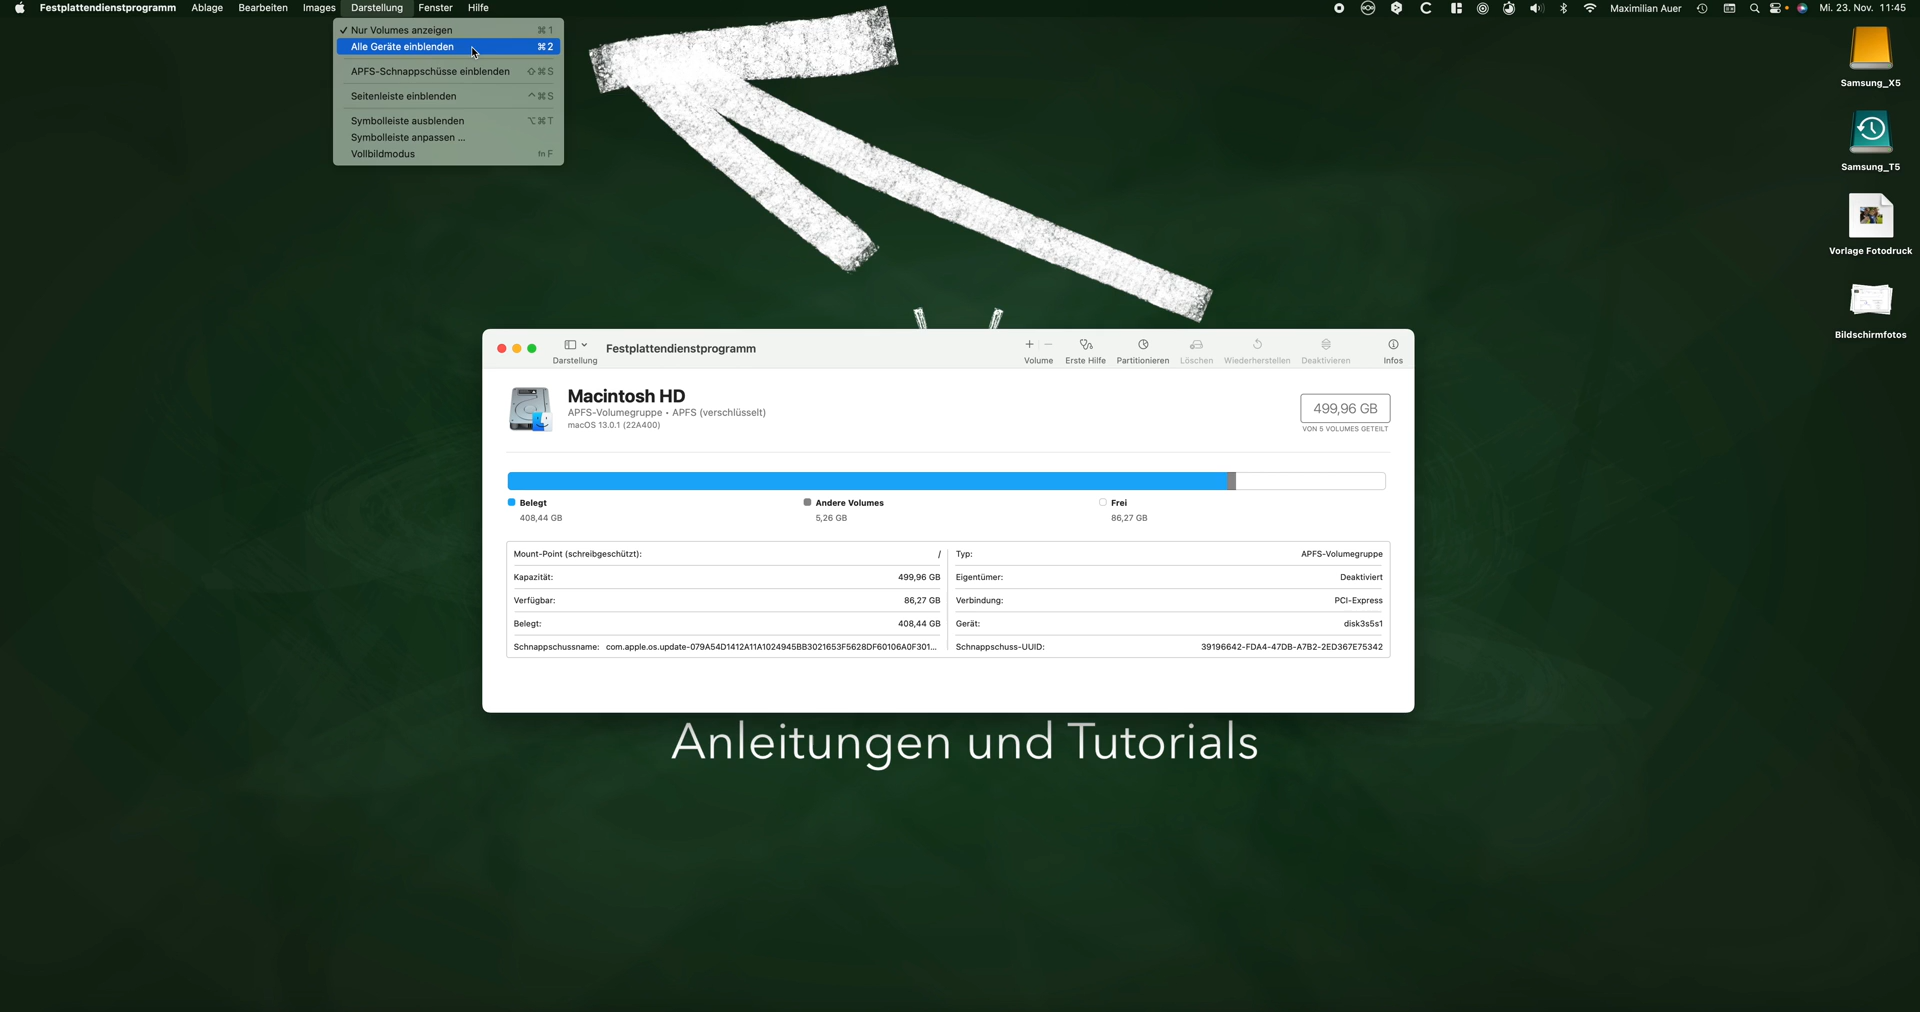 Festplattendienstprogramm Ablage Bearbeiten Images Darstellung Fenster Hilfe
Maximilian Auer Mi. 23. Nov. 11:45
✓ Nur Volumes anzeigen ⌘1
Alle Geräte einblenden ⌘2
APFS-Schnappschüsse einblenden ⇧⌘S
Seitenleiste einblenden ^⌘S
Symbolleiste ausblenden ⌥⌘T
Symbolleiste anpassen ...
Vollbildmodus fn F
Samsung_X5
Samsung_T5
Vorlage Fotodruck
Bildschirmfotos
Festplattendienstprogramm
Darstellung Volume Erste Hilfe Partitionieren Löschen Wiederherstellen Deaktivieren Infos
Macintosh HD
APFS-Volumegruppe • APFS (verschlüsselt)
macOS 13.0.1 (22A400)
499,96 GB
VON 5 VOLUMES GETEILT
Belegt Andere Volumes Frei
408,44 GB 5,26 GB 86,27 GB
Mount-Point (schreibgeschützt): / Typ: APFS-Volumegruppe
Kapazität: 499,96 GB Eigentümer: Deaktiviert
Verfügbar: 86,27 GB Verbindung: PCI-Express
Belegt: 408,44 GB Gerät: disk3s5s1
Schnappschussname: com.apple.os.update-079A54D1412A11A1024945BB3021653F5628DF60106A0F301... Schnappschuss-UUID: 39196642-FDA4-47DB-A7B2-2ED367E75342
Anleitungen und Tutorials